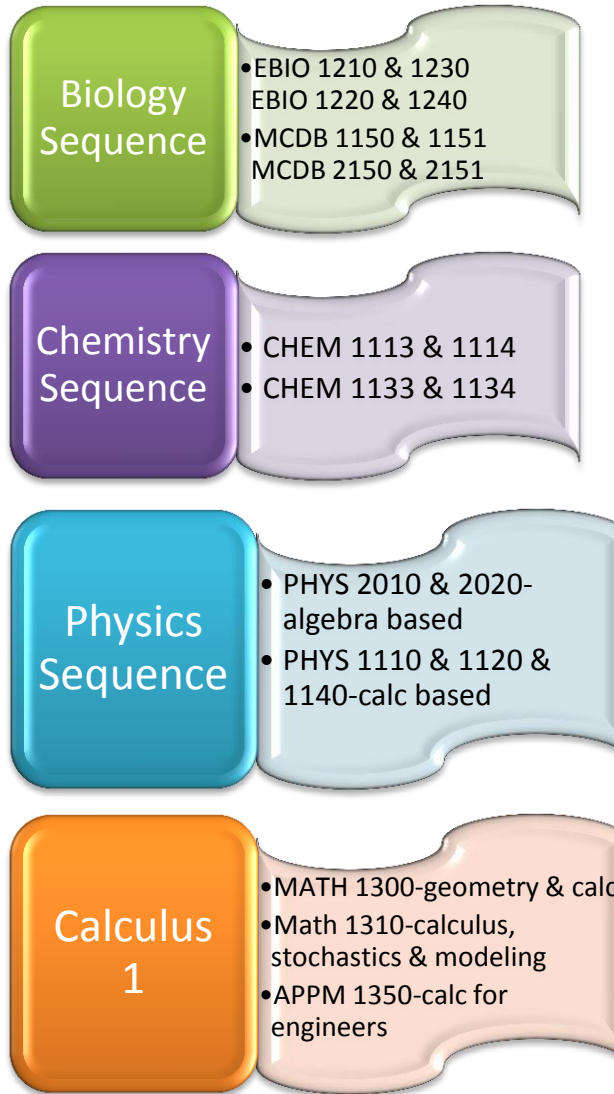 Biology
Sequence
•EBIO 1210 & 1230
EBIO 1220 & 1240
•MCDB 1150 & 1151
MCDB 2150 & 2151
Chemistry
Sequence
• CHEM 1113 & 1114
• CHEM 1133 & 1134
Physics
Sequence
• PHYS 2010 & 2020-
algebra based
• PHYS 1110 & 1120 &
1140-calc based
Calculus
1
•MATH 1300-geometry & calc
•Math 1310-calculus,
stochastics & modeling
•APPM 1350-calc for
engineers